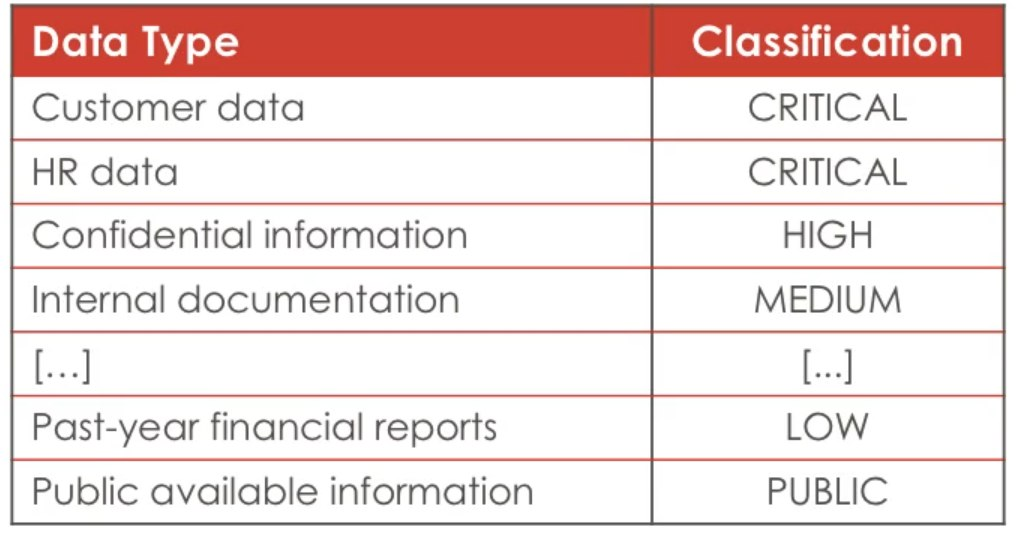 Data Type Classification
Customer data CRITICAL
HR data CRITICAL
Confidential information HIGH
Internal documentation MEDIUM
[...] [...]
Past-year financial reports LOW
Public available information PUBLIC